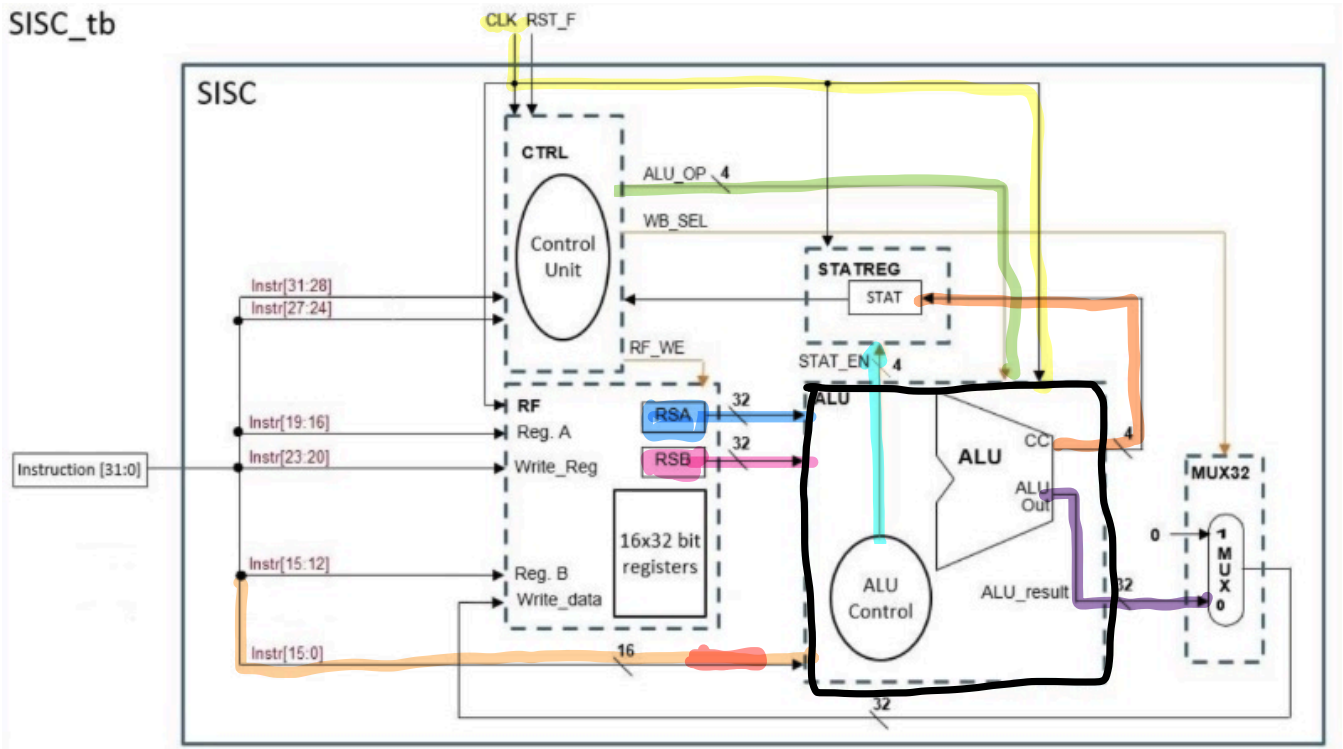 SISC_tb
CLK RST_F
SISC
CTRL
Control
Unit
ALU_OP 4
WB_SEL
STATREG
STAT
Instr[31:28]
Instr[27:24]
RF_WE
STAT_EN 4
RF
RSA 32
ALU
Instr[19:16]
Reg. A
CC 4
Instr[23:20]
Write_Reg
RSB 32
ALU
Instruction [31:0]
MUX32
ALU
Out
16x32 bit
registers
0
1
M
U
X
0
Instr[15:12]
Reg. B
Write_data
ALU
Control
ALU_result 32
Instr[15:0]
16
32